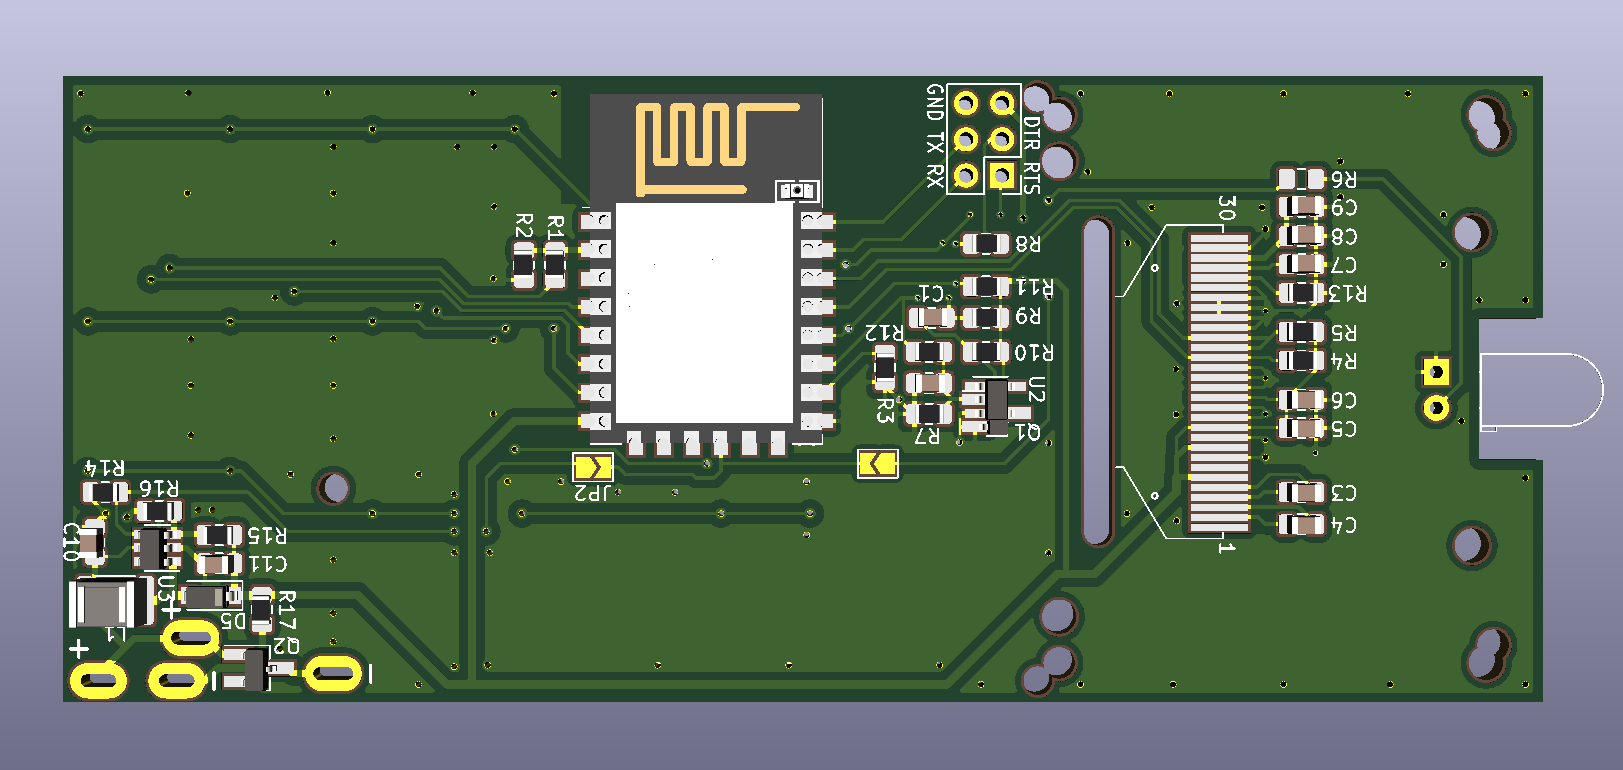 GND TX RX
DTR RTS
R6
C9
30
C8
C7
R13
R5
R4
C6
C5
C3
C4
1
R2
R1
R8
R11
C1
R9
R12
R10
R3
R7
U2
Q1
JP2
R14
R16
C10
R15
C11
U3
+
D5
R17
L1
Q2
+